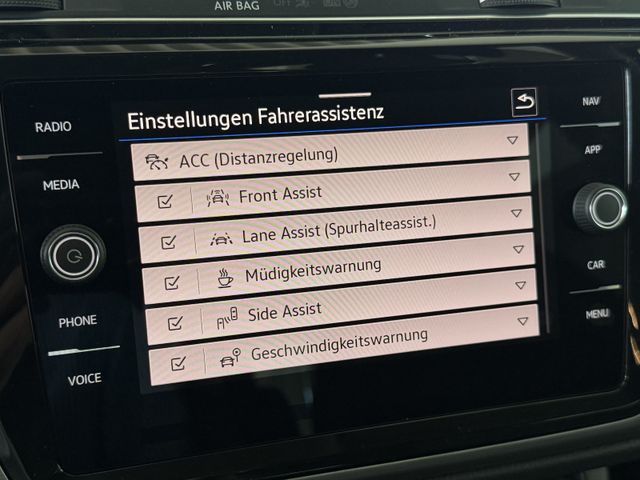 AIR BAG
OFF
RADIO
MEDIA
PHONE
VOICE
Einstellungen Fahrerassistenz
ACC (Distanzregelung)
Front Assist
Lane Assist (Spurhalteassist.)
Müdigkeitswarnung
Side Assist
Geschwindigkeitswarnung
NAV
APP
CAR
MENU